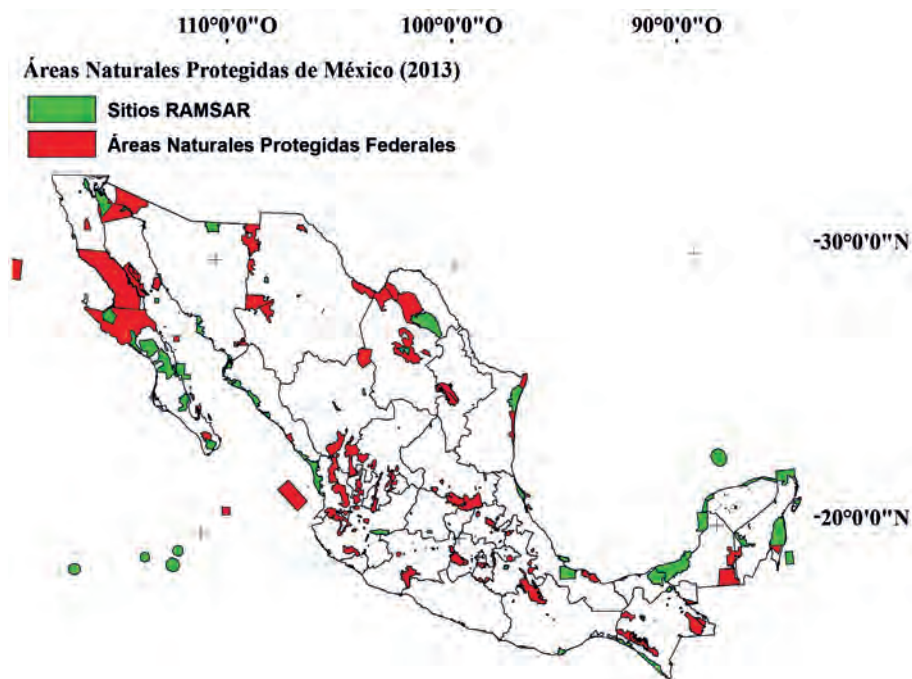 110°0'0"O 100°0'0"O 90°0'0"O
Áreas Naturales Protegidas de México (2013)
Sitios RAMSAR
Áreas Naturales Protegidas Federales
-30°0'0"N
-20°0'0"N